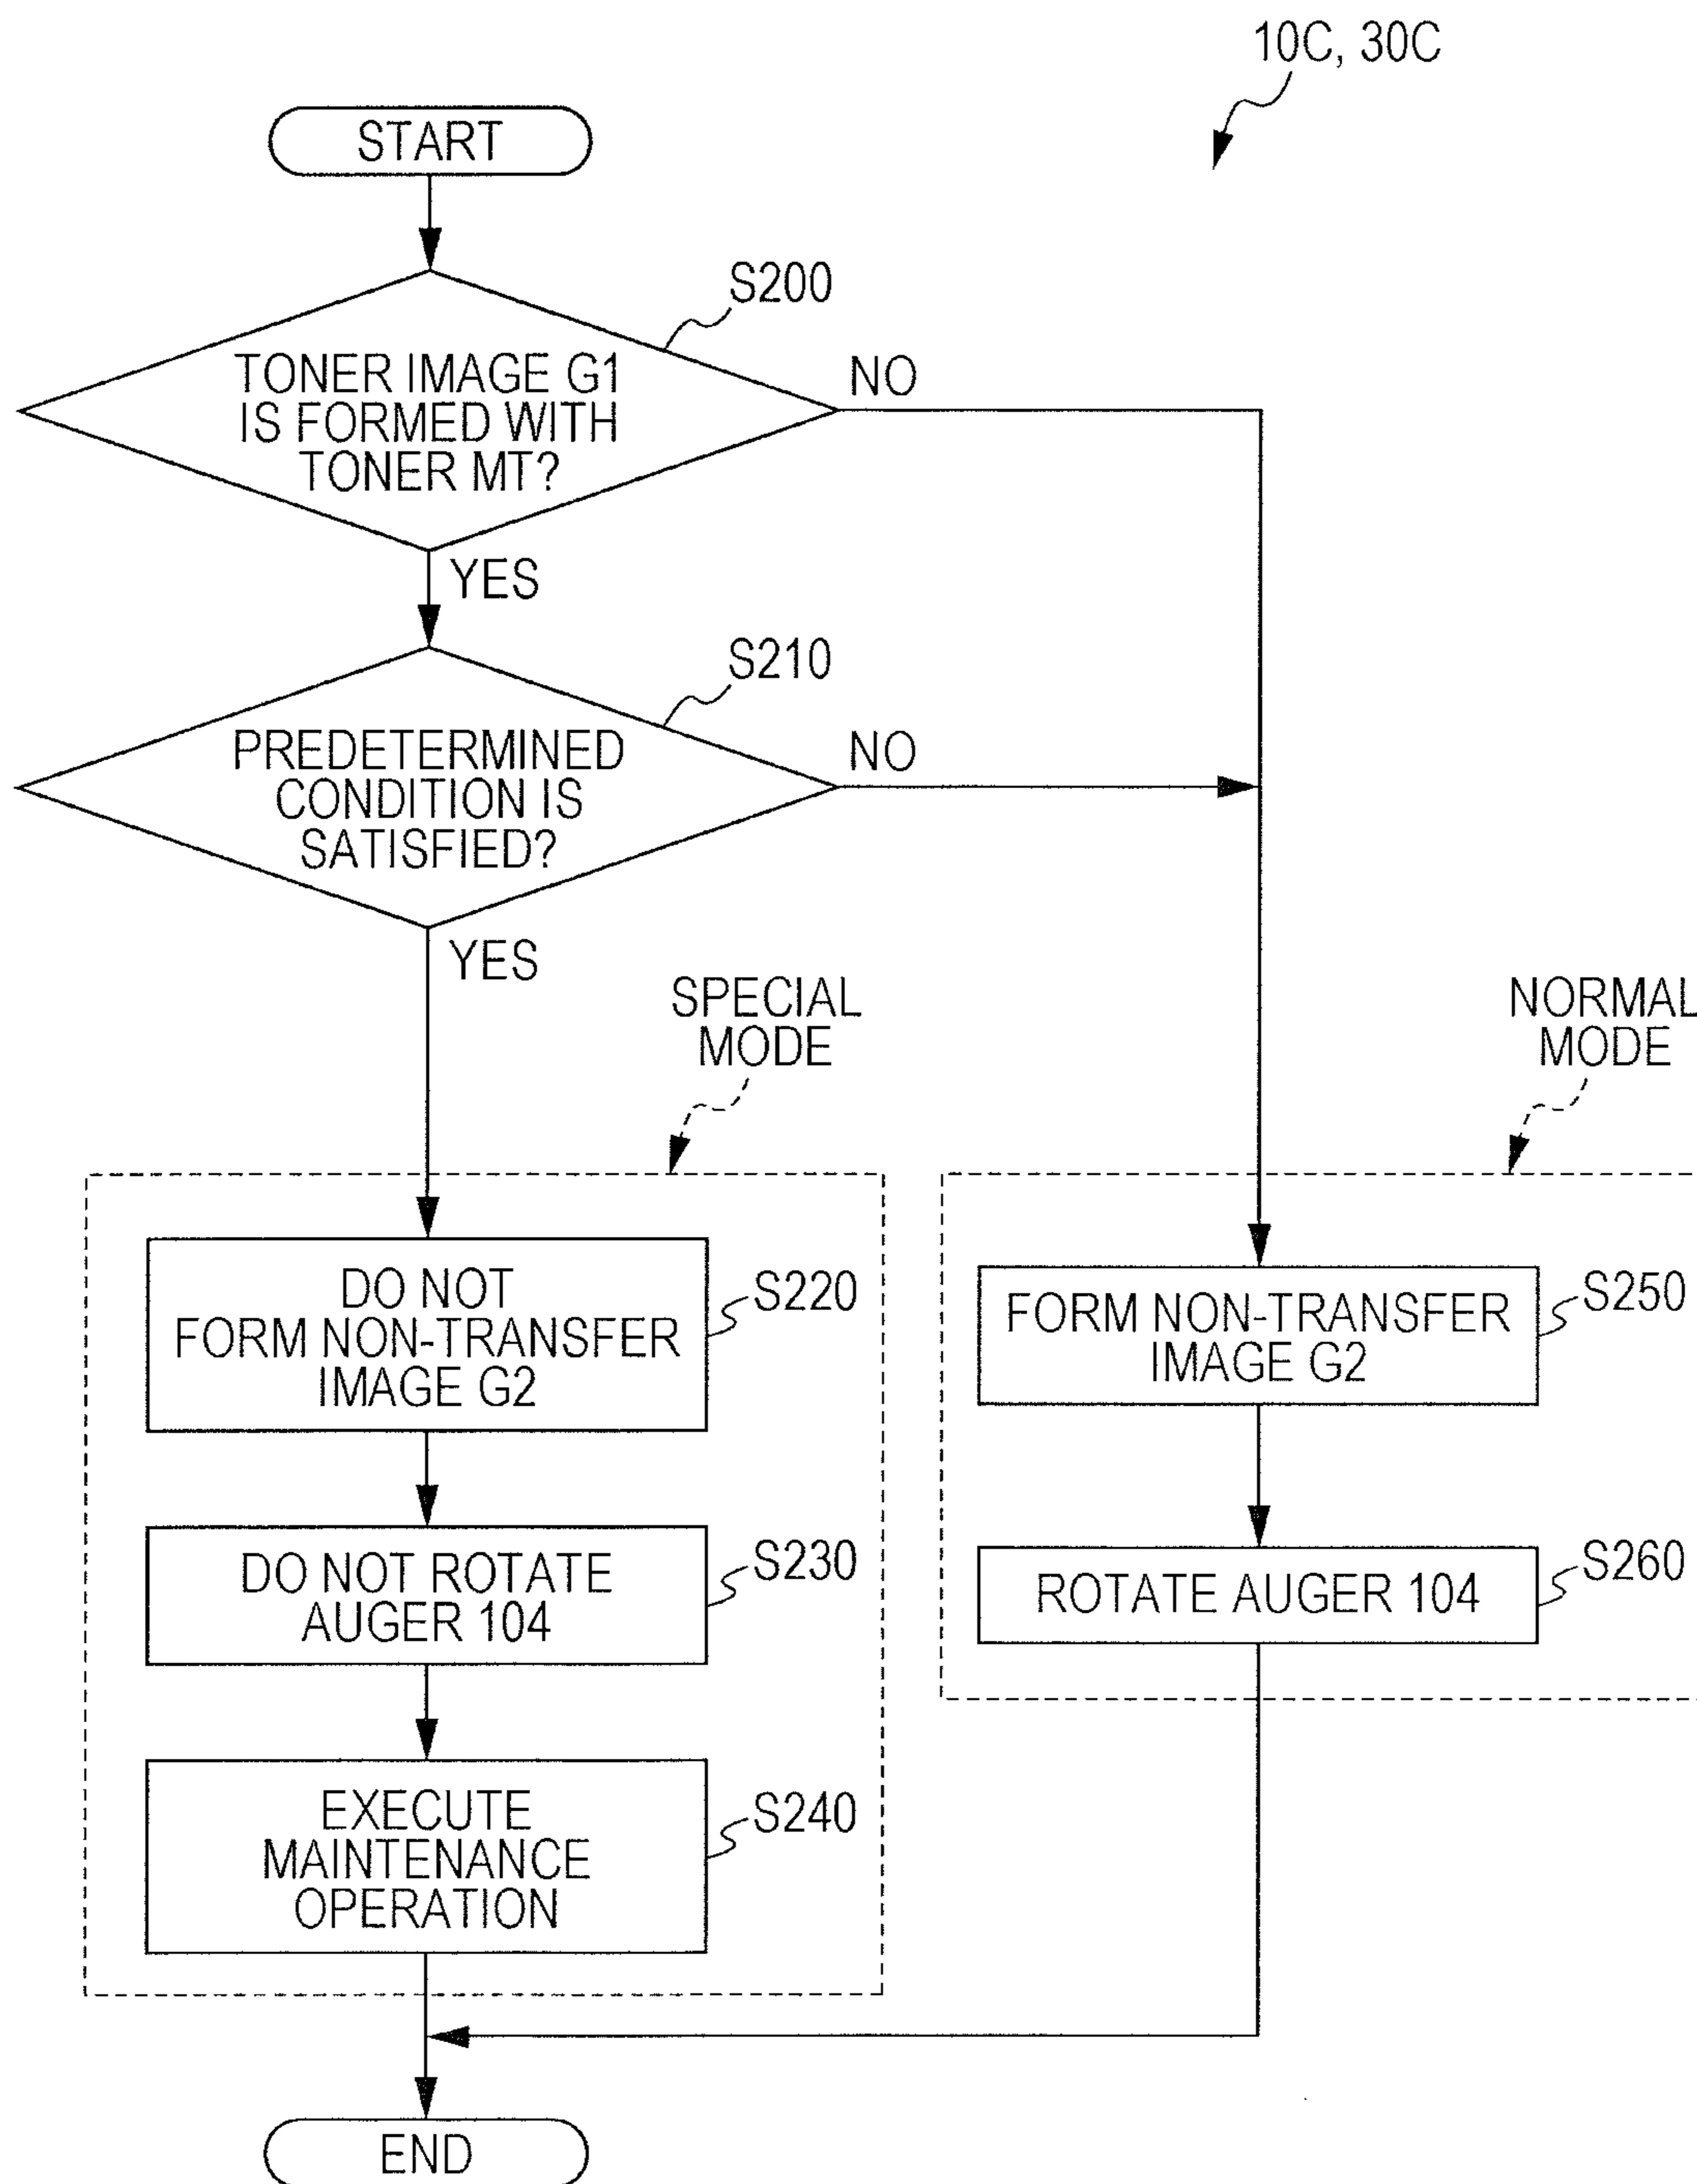 10C, 30C
START
S200
TONER IMAGE G1
IS FORMED WITH
TONER MT?
NO
YES
S210
PREDETERMINED
CONDITION IS
SATISFIED?
NO
YES
SPECIAL
MODE
NORMAL
MODE
DO NOT
FORM NON-TRANSFER
IMAGE G2
S220
FORM NON-TRANSFER
IMAGE G2
S250
DO NOT ROTATE
AUGER 104
S230
ROTATE AUGER 104
S260
EXECUTE
MAINTENANCE
OPERATION
S240
END